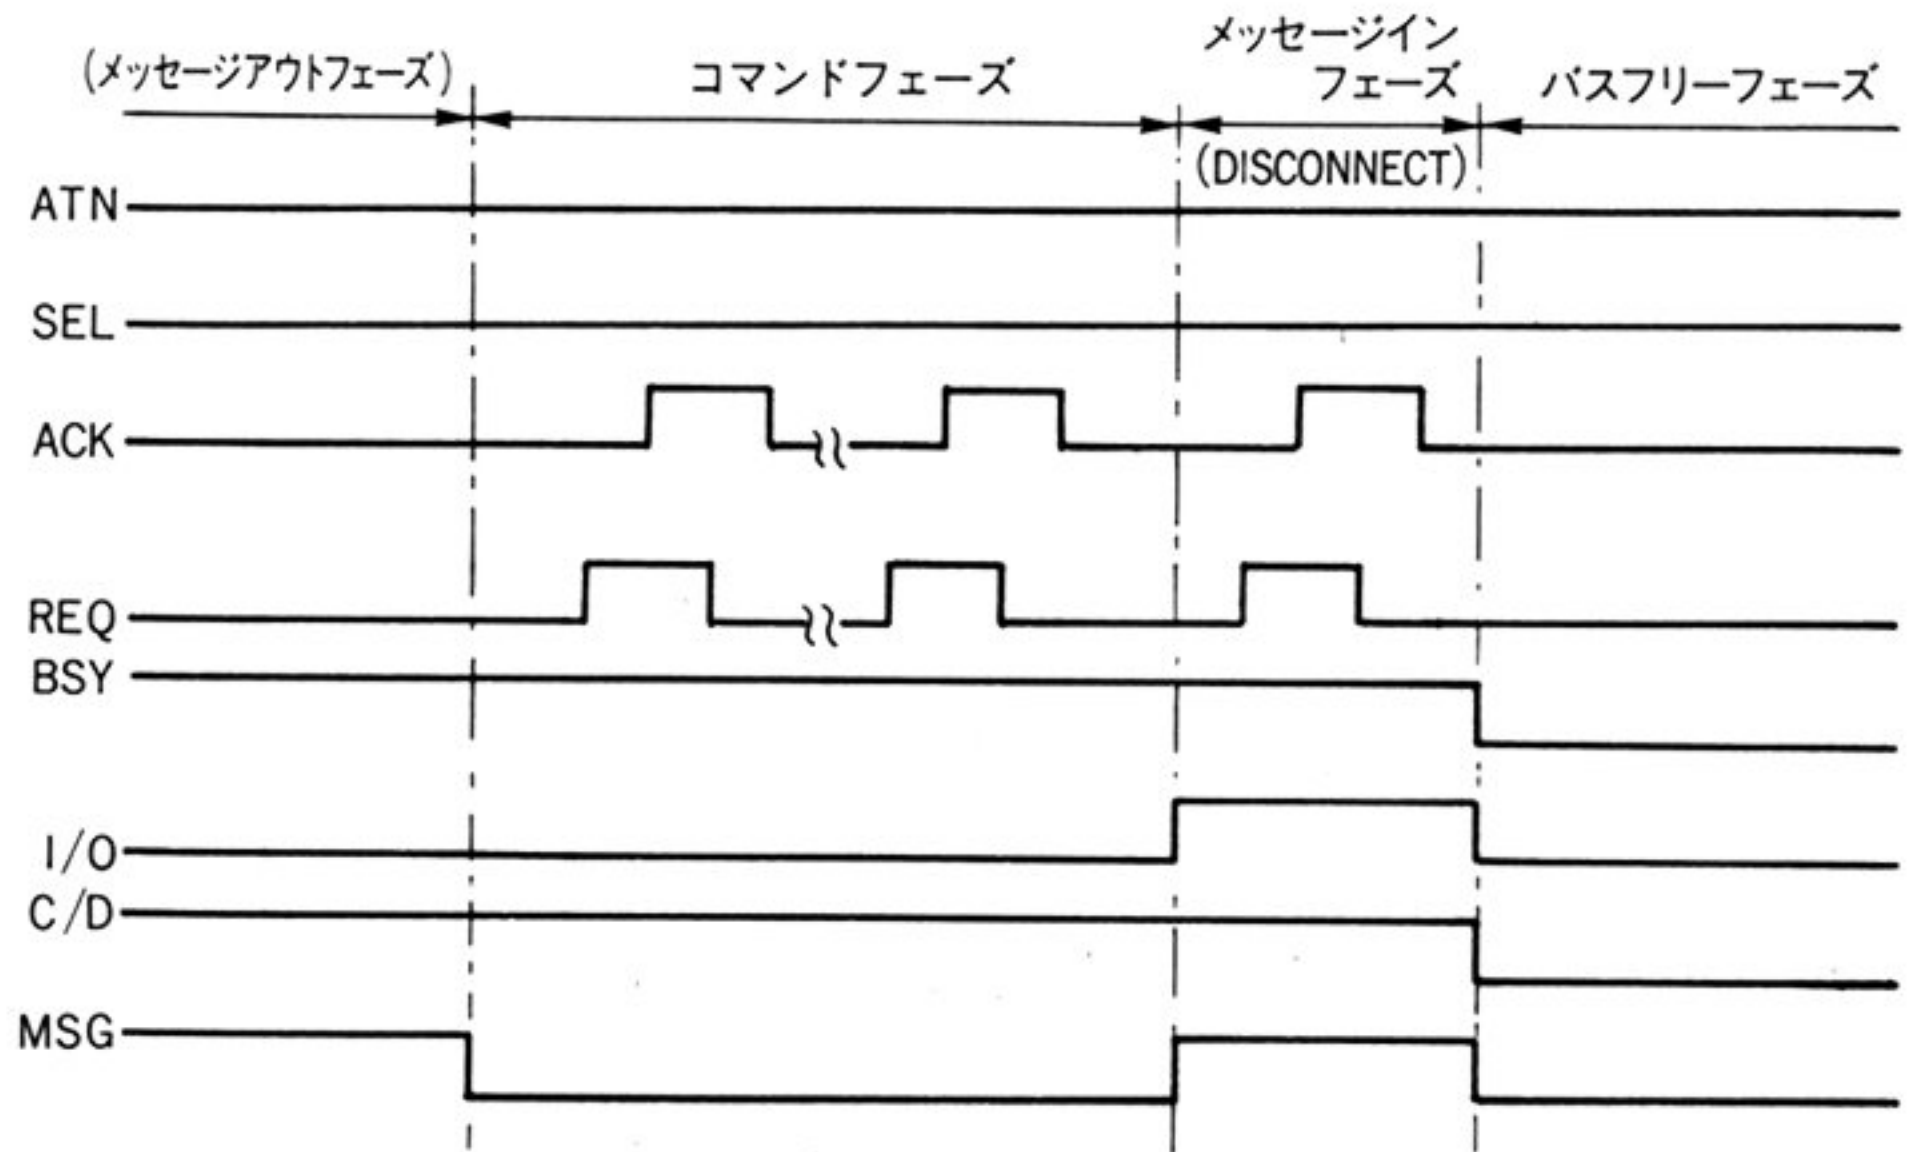 (メッセージアウトフェーズ)
コマンドフェーズ
メッセージイン
フェーズ
(DISCONNECT)
バスフリーフェーズ
ATN
SEL
ACK
REQ
BSY
I/O
C/D
MSG